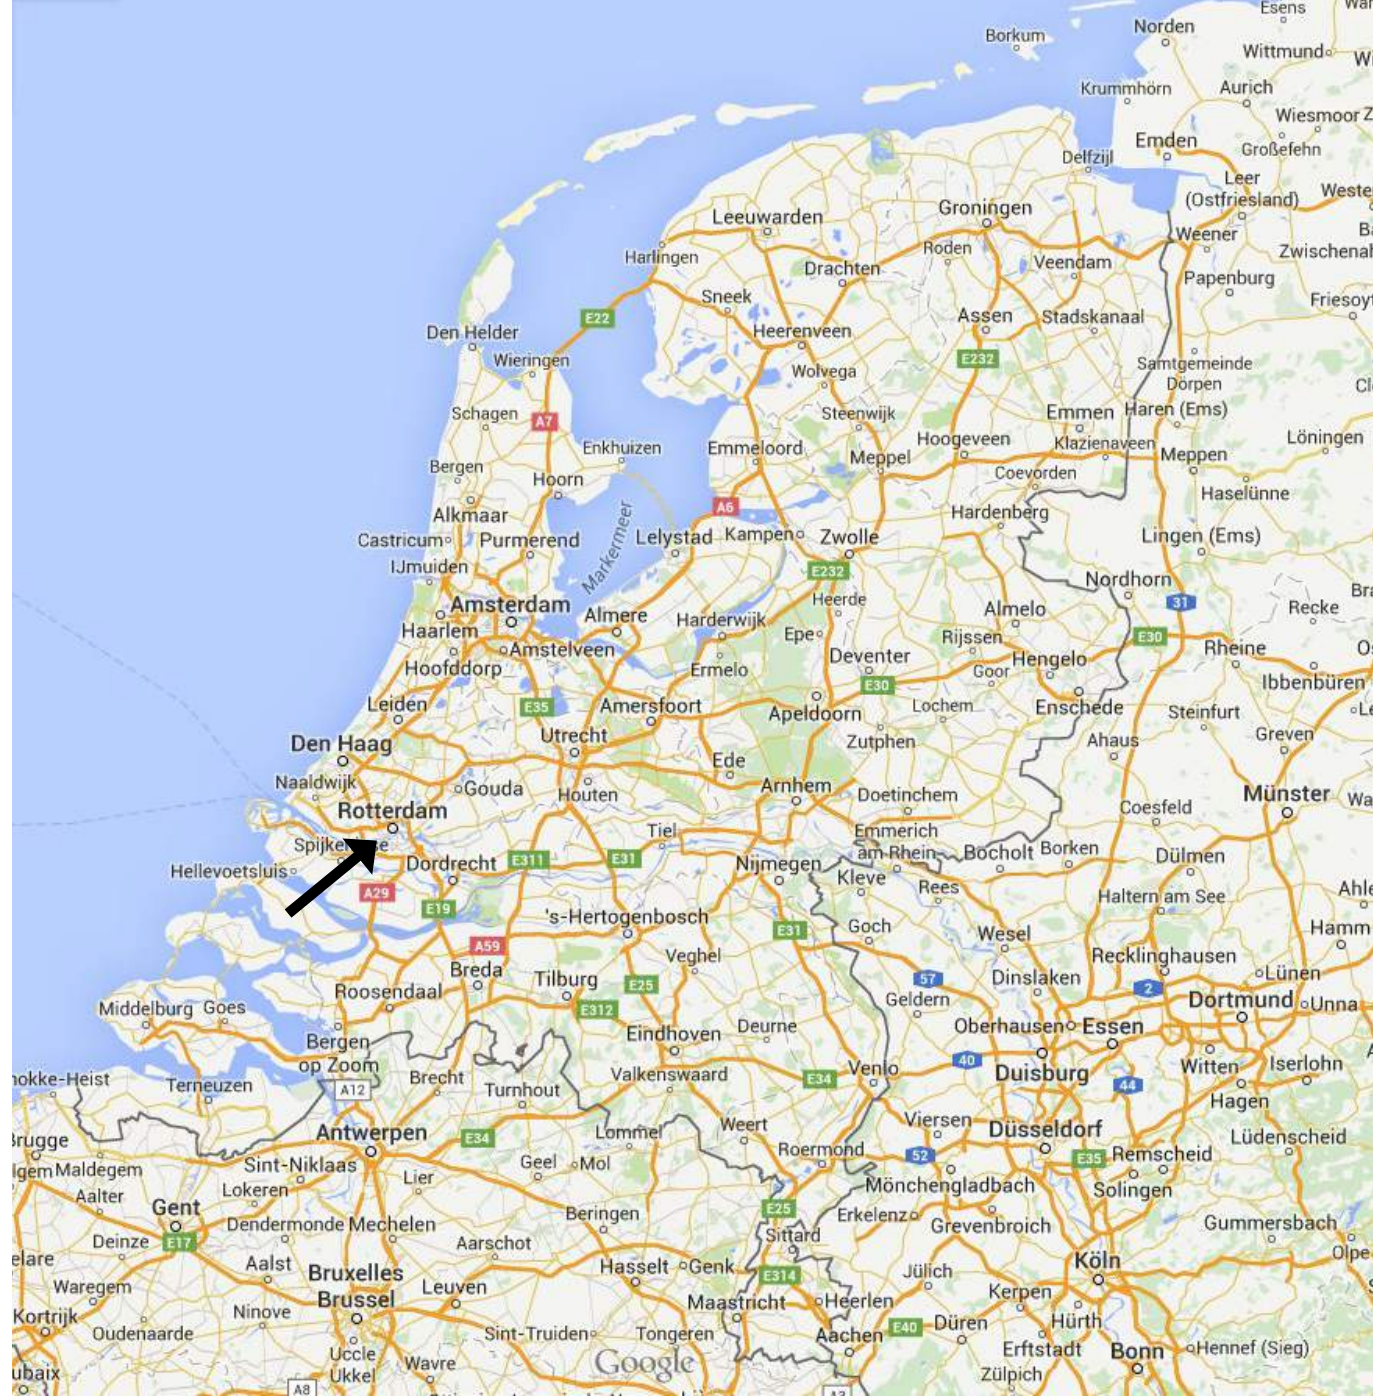 Esens
Borkum
Norden
Wittmund
Krummhörn
Aurich
Wiesmoor
Emden
Großefehn
Delfzijl
Leer
(Ostfriesland)
Leeuwarden
Groningen
Weener
Harlingen
Roden
Drachten
Veendam
Papenburg
Sneek
Assen
Stadskanaal
E22
Den Helder
Heerenveen
Wieringen
E232
Wolvega
Samtgemeinde
Dörpen
Schagen
A7
Steenwijk
Emmen
Haren (Ems)
Enkhuizen
Emmeloord
Hoogeveen
Klazienaveen
Löningen
Bergen
Meppel
Meppen
Hoorn
Coevorden
Haselünne
Alkmaar
A6
Hardenberg
Castricum
Purmerend
Markermeer
Lelystad
Kampen
Zwolle
Lingen (Ems)
IJmuiden
E232
Nordhorn
Amsterdam
Almere
Harderwijk
Heerde
Almelo
31
Recke
Haarlem
Epe
Rijssen
E30
Amstelveen
Rheine
Hoofddorp
Ermelo
Deventer
Goor
Hengelo
E30
Ibbenbüren
Leiden
E35
Amersfoort
Apeldoorn
Lochem
Enschede
Steinfurt
Den Haag
Utrecht
Zutphen
Ahaus
Greven
Ede
Naaldwijk
Gouda
Houten
Arnhem
Doetinchem
Münster
Rotterdam
Coesfeld
Tiel
Emmerich
am Rhein
Bocholt
Borken
Dülmen
Dordrecht
E311
E31
Nijmegen
Hellevoetsluis
Kleve
Rees
A29
Haltern am See
E19
's-Hertogenbosch
E31
Goch
Wesel
A59
Veghel
Recklinghausen
Breda
Tilburg
57
Dinslaken
Lünen
Roosendaal
E25
Geldern
2
Dortmund
Unna
Middelburg
Goes
E312
Eindhoven
Deurne
Oberhausen
Essen
Bergen
op Zoom
Venlo
40
Witten
Iserlohn
Terneuzen
A12
Brecht
Turnhout
Valkenswaard
E34
Duisburg
44
Hagen
Antwerpen
E34
Lommel
Weert
Viersen
Düsseldorf
Lüdenscheid
Maldegem
Sint-Niklaas
Geel
Mol
Roermond
52
E35
Remscheid
Aalter
Lokeren
Lier
Mönchengladbach
Solingen
Gent
Beringen
E25
Erkelenz
Grevenbroich
Gummersbach
Deinze
E17
Dendermonde
Mechelen
Aarschot
Sittard
Olpe
Aalst
Bruxelles
Brussel
Hasselt
Genk
E314
Jülich
Köln
Waregem
Leuven
Maastricht
Heerlen
Kerpen
Kortrijk
Ninove
Hürth
Oudenaarde
Sint-Truiden
Tongeren
Aachen
E40
Düren
Erftstadt
Bonn
Hennef (Sieg)
Uccle
Ukkel
Wavre
Google
Zülpich
A8